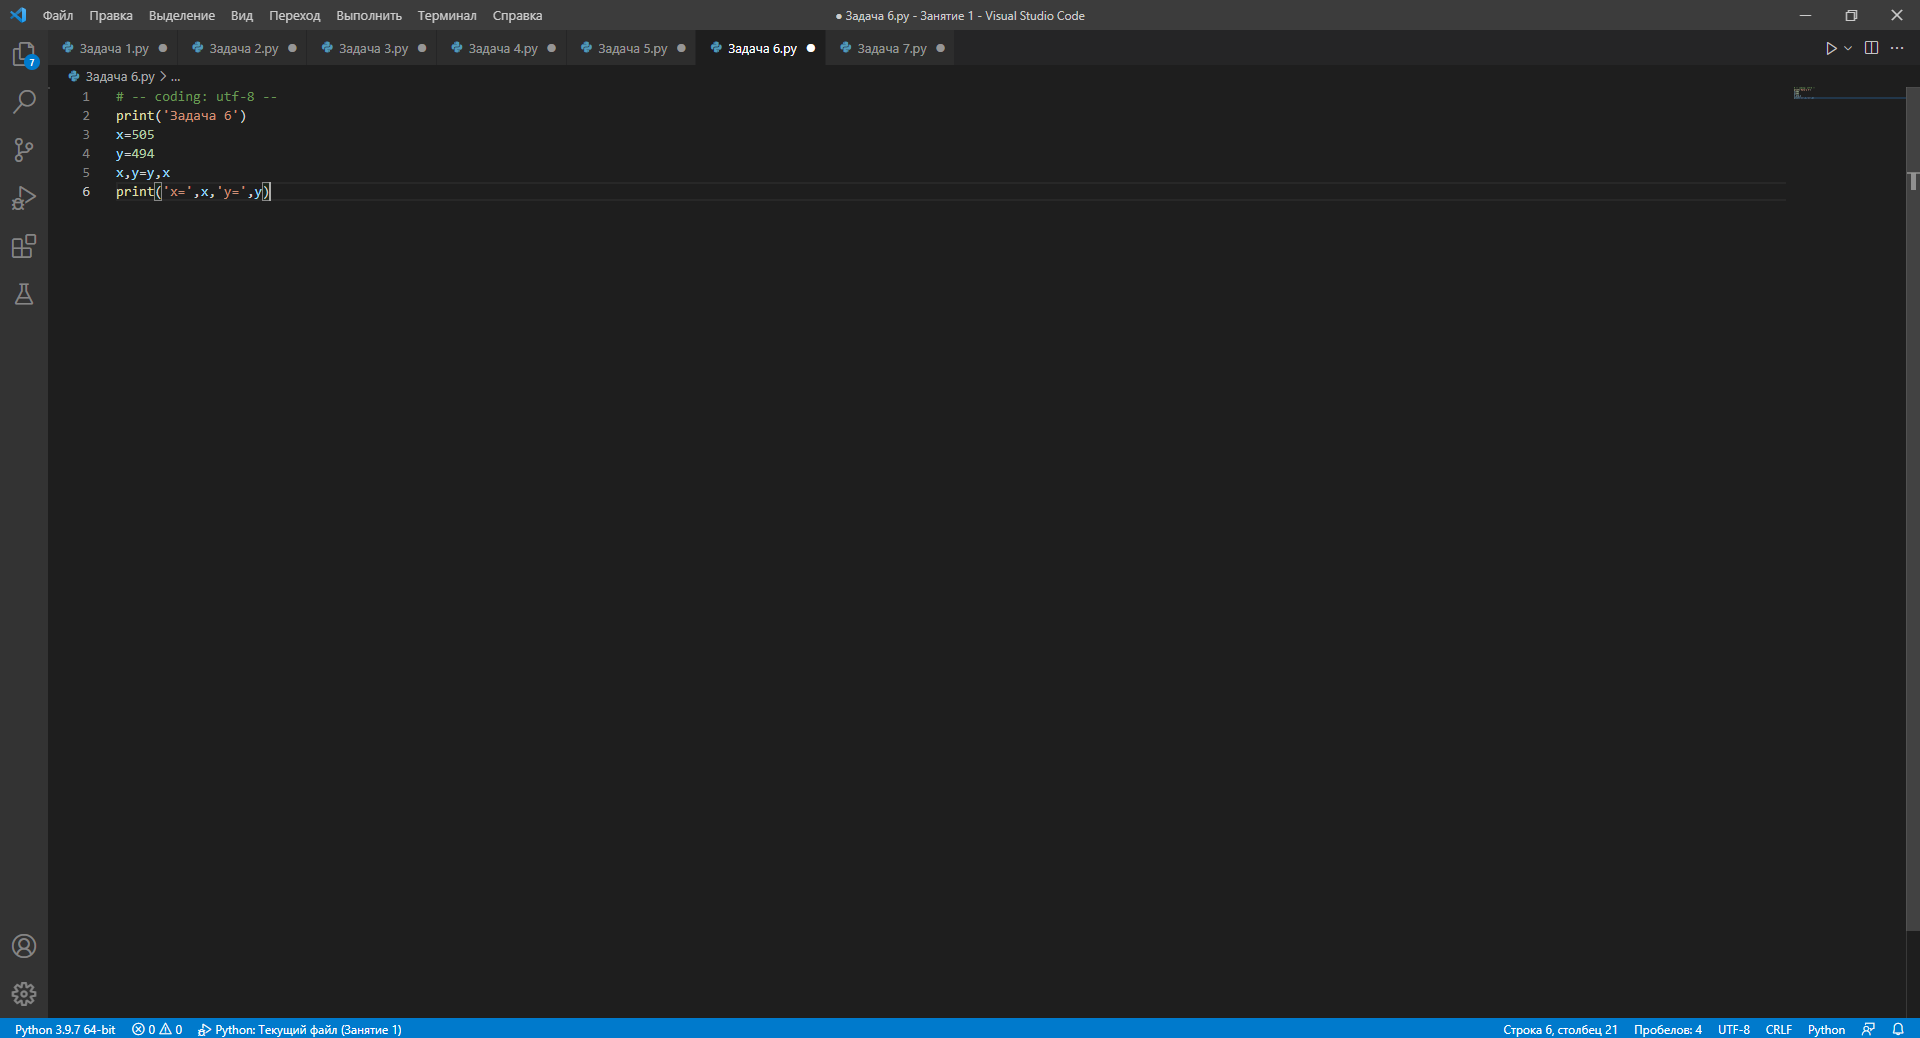 Файл Правка Выделение Вид Переход Выполнить Терминал Справка
● Задача 6.py - Занятие 1 - Visual Studio Code
Задача 1.py Задача 2.py Задача 3.py Задача 4.py Задача 5.py Задача 6.py Задача 7.py
7
Задача 6.py > ...
1 # -- coding: utf-8 --
2 print('Задача 6')
3 x=505
4 y=494
5 x,y=y,x
6 print('x=',x,'y=',y)
Python 3.9.7 64-bit 0 0 Python: Текущий файл (Занятие 1) Строка 6, столбец 21 Пробелов: 4 UTF-8 CRLF Python